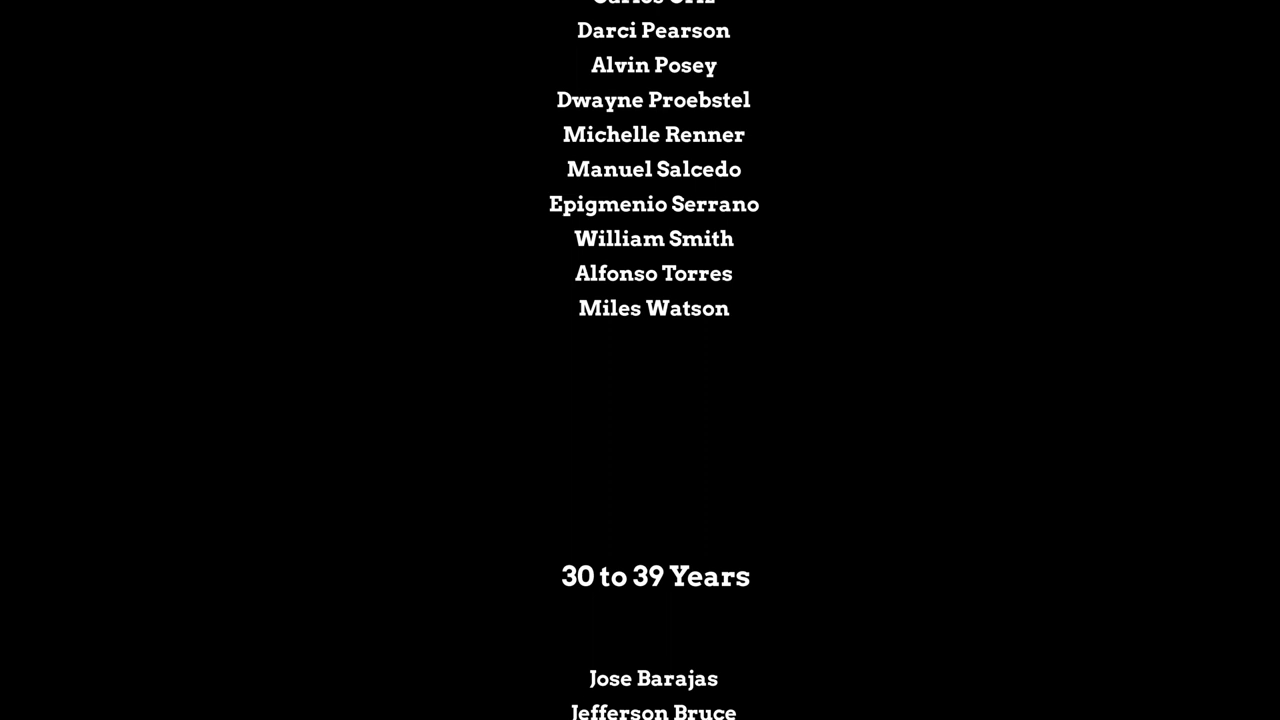 Darci Pearson
Alvin Posey
Dwayne Proebstel
Michelle Renner
Manuel Salcedo
Epigmenio Serrano
William Smith
Alfonso Torres
Miles Watson
30 to 39 Years
Jose Barajas
Jefferson Bruce